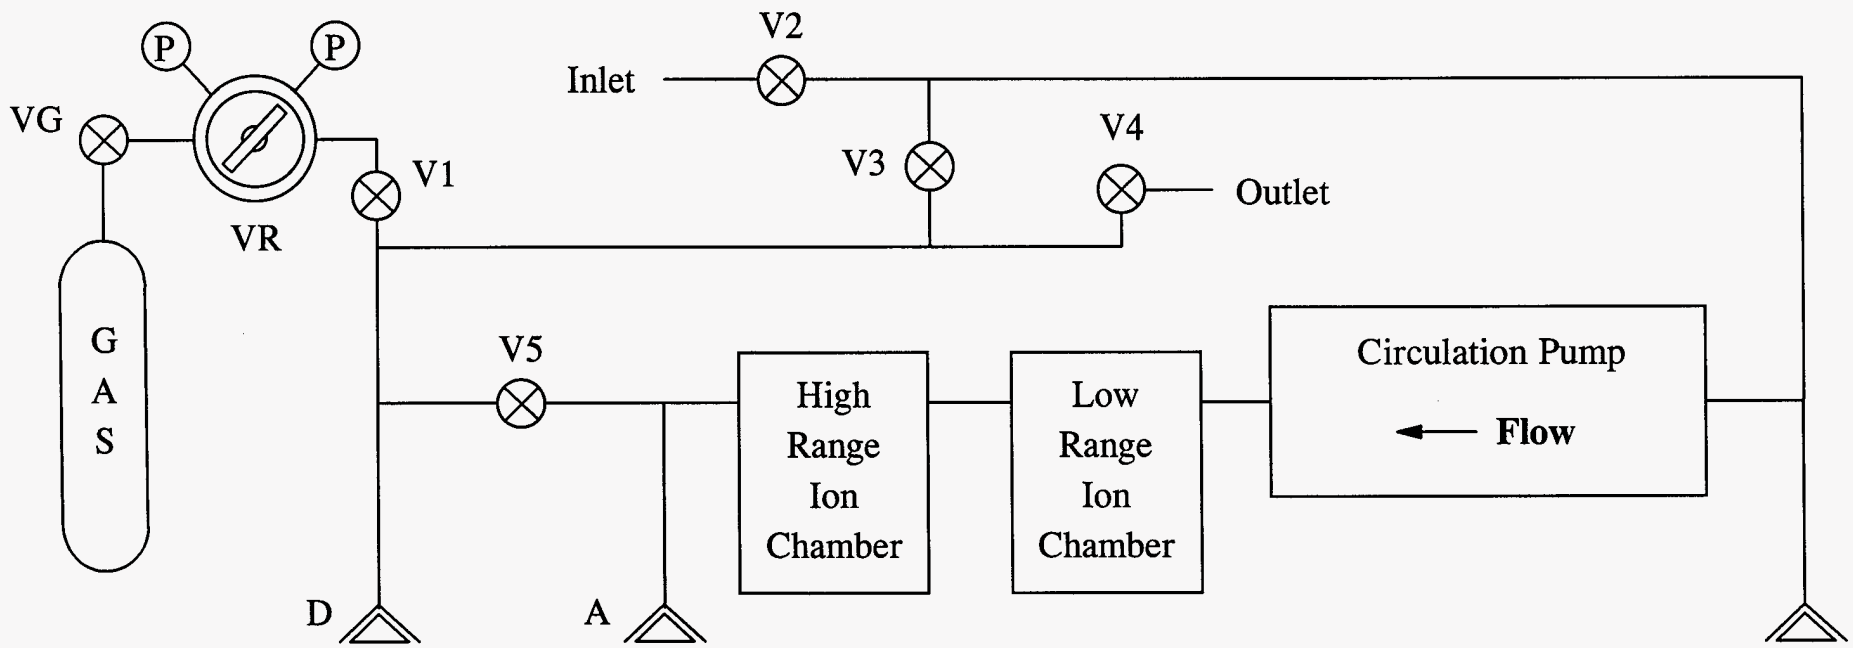 P
P
V2
Inlet
VG
V4
V1
V3
Outlet
VR
G
A
S
V5
Circulation Pump
Flow
High
Range
Ion
Chamber
Low
Range
Ion
Chamber
D
A